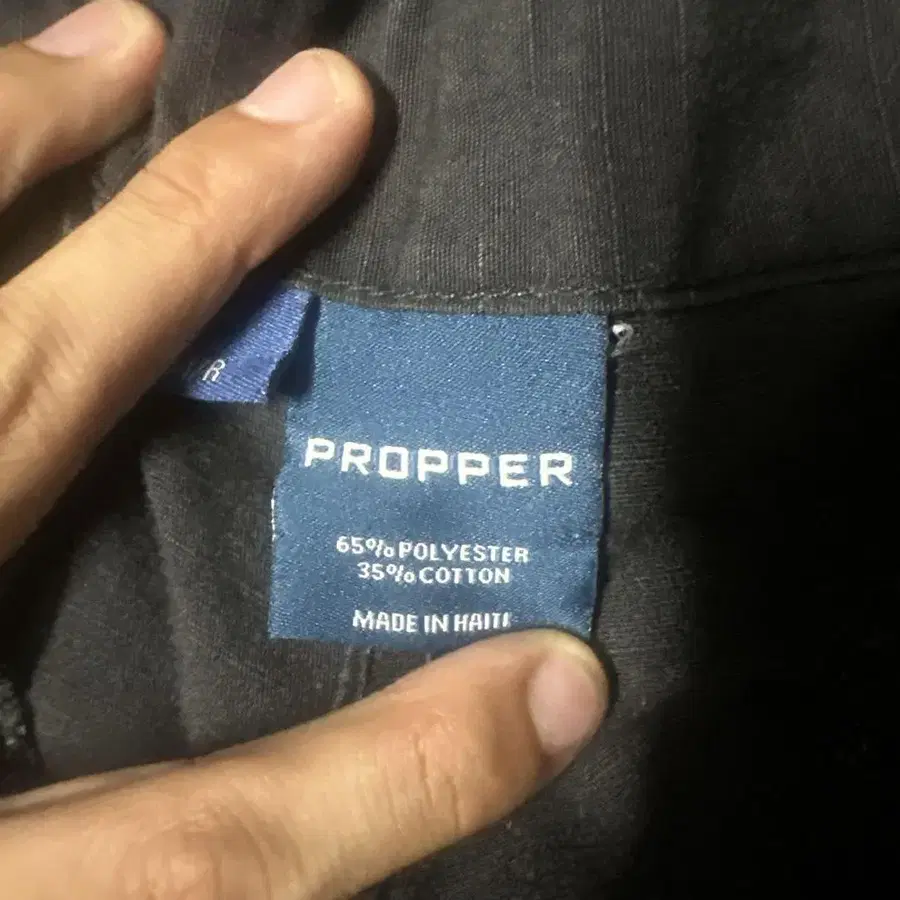 R
PROPPER
65% POLYESTER
35% COTTON
MADE IN HAITI